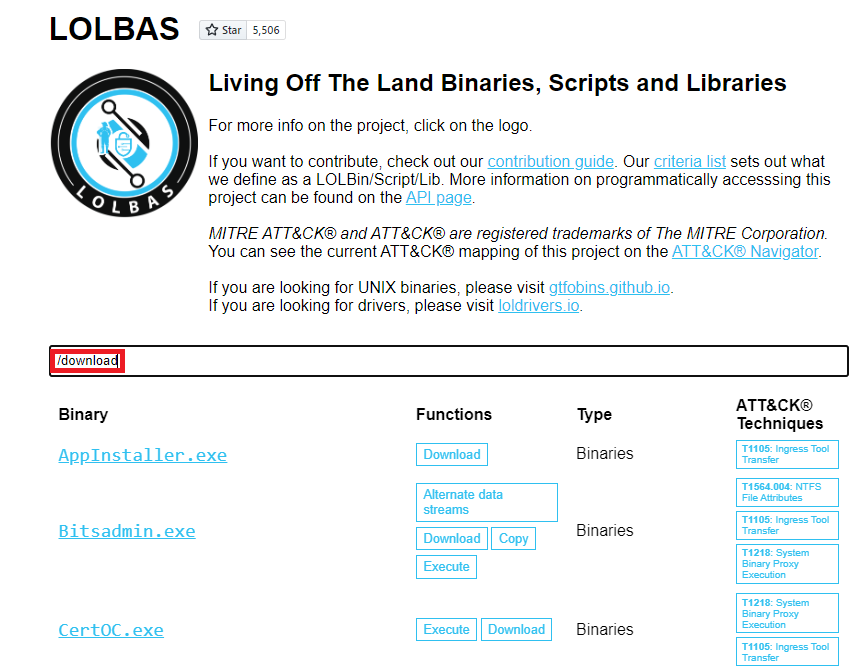 LOLBAS
Star 5,506
LOLBAS
Living Off The Land Binaries, Scripts and Libraries
For more info on the project, click on the logo.
If you want to contribute, check out our contribution guide. Our criteria list sets out what
we define as a LOLBin/Script/Lib. More information on programmatically accesssing this
project can be found on the API page.
MITRE ATT&CK® and ATT&CK® are registered trademarks of The MITRE Corporation.
You can see the current ATT&CK® mapping of this project on the ATT&CK® Navigator.
If you are looking for UNIX binaries, please visit gtfobins.github.io.
If you are looking for drivers, please visit loldrivers.io.
/download
Binary Functions Type ATT&CK®
Techniques
AppInstaller.exe Download Binaries T1105: Ingress Tool
Transfer
Bitsadmin.exe
Alternate data
streams
Download Copy
Execute
Binaries
T1564.004: NTFS
File Attributes
T1105: Ingress Tool
Transfer
T1218: System
Binary Proxy
Execution
CertOC.exe Execute Download Binaries
T1218: System
Binary Proxy
Execution
T1105: Ingress Tool
Transfer